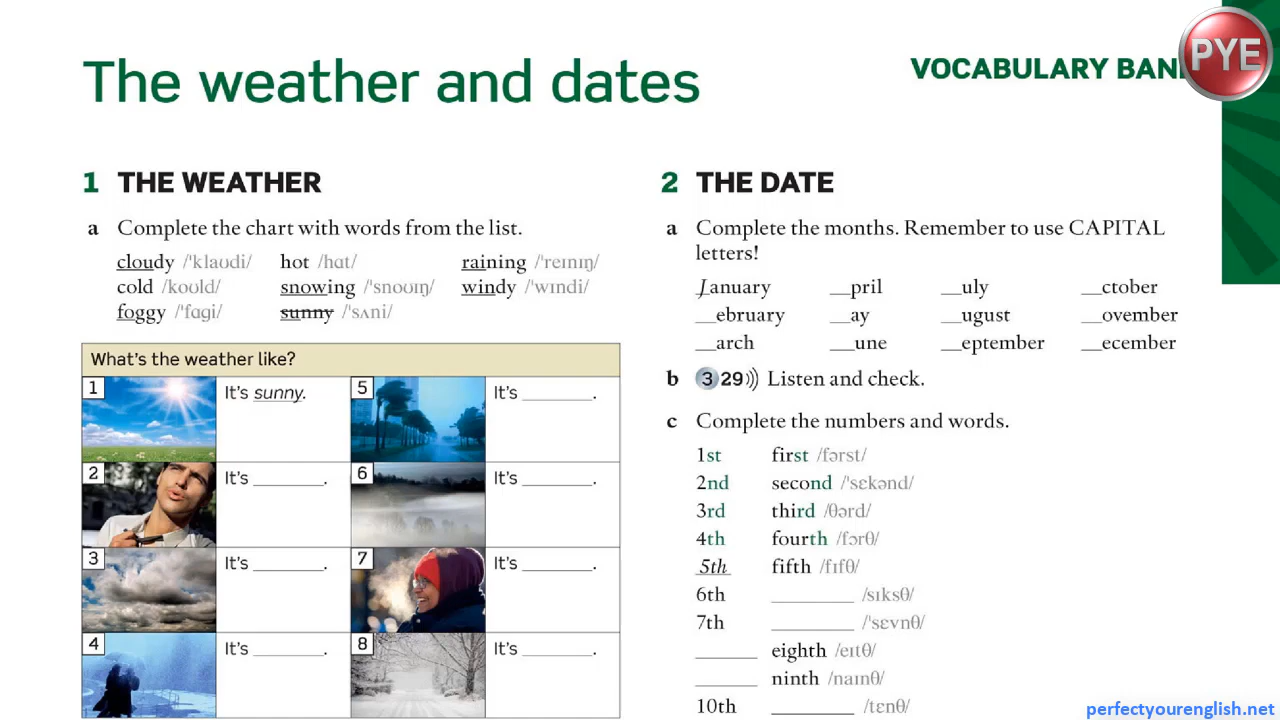 The weather and dates
VOCABULARY BAN
PYE
1 THE WEATHER
a Complete the chart with words from the list.
cloudy /ˈklaʊdi/ hot /hɑt/ raining /ˈreɪnɪŋ/
cold /koʊld/ snowing /ˈsnoʊɪŋ/ windy /ˈwɪndi/
foggy /ˈfɑɡi/ sunny /ˈsʌni/
What's the weather like?
1 It's sunny.
5 It's ________.
2 It's ________.
6 It's ________.
3 It's ________.
7 It's ________.
4 It's ________.
8 It's ________.
2 THE DATE
a Complete the months. Remember to use CAPITAL
letters!
January __pril __uly __ctober
__ebruary __ay __ugust __ovember
__arch __une __eptember __ecember
b 3 29))) Listen and check.
c Complete the numbers and words.
1st first /fərst/
2nd second /ˈsɛkənd/
3rd third /θərd/
4th fourth /fɔrθ/
5th fifth /fɪfθ/
6th ________ /sɪksθ/
7th ________ /ˈsɛvnθ/
______ eighth /eɪtθ/
______ ninth /naɪnθ/
10th ________ /tɛnθ/
perfectyourenglish.net